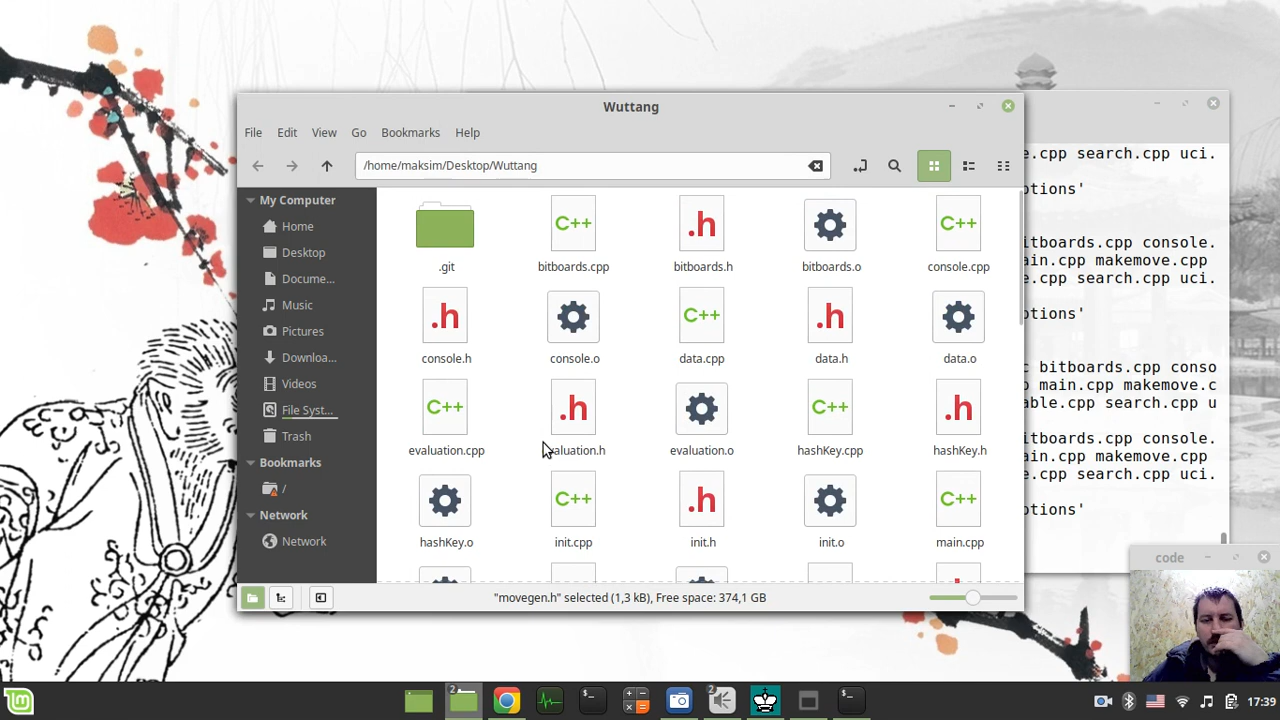 Wuttang
File Edit View Go Bookmarks Help
/home/maksim/Desktop/Wuttang
My Computer
Home
Desktop
Docume...
Music
Pictures
Downloa...
Videos
File Syst...
Trash
Bookmarks
/
Network
Network
C++ .h C++
.git bitboards.cpp bitboards.h bitboards.o console.cpp
.h C++ .h
console.h console.o data.cpp data.h data.o
C++ .h C++ .h
evaluation.cpp evaluation.h evaluation.o hashKey.cpp hashKey.h
C++ .h C++
hashKey.o init.cpp init.h init.o main.cpp
"movegen.h" selected (1,3 kB), Free space: 374,1 GB
e.cpp search.cpp uci.
ptions'
itboards.cpp console.
ain.cpp makemove.cpp
e.cpp search.cpp uci.
ptions'
c bitboards.cpp conso
p main.cpp makemove.c
able.cpp search.cpp u
itboards.cpp console.
ain.cpp makemove.cpp
e.cpp search.cpp uci.
ptions'
code
2 2 17:39